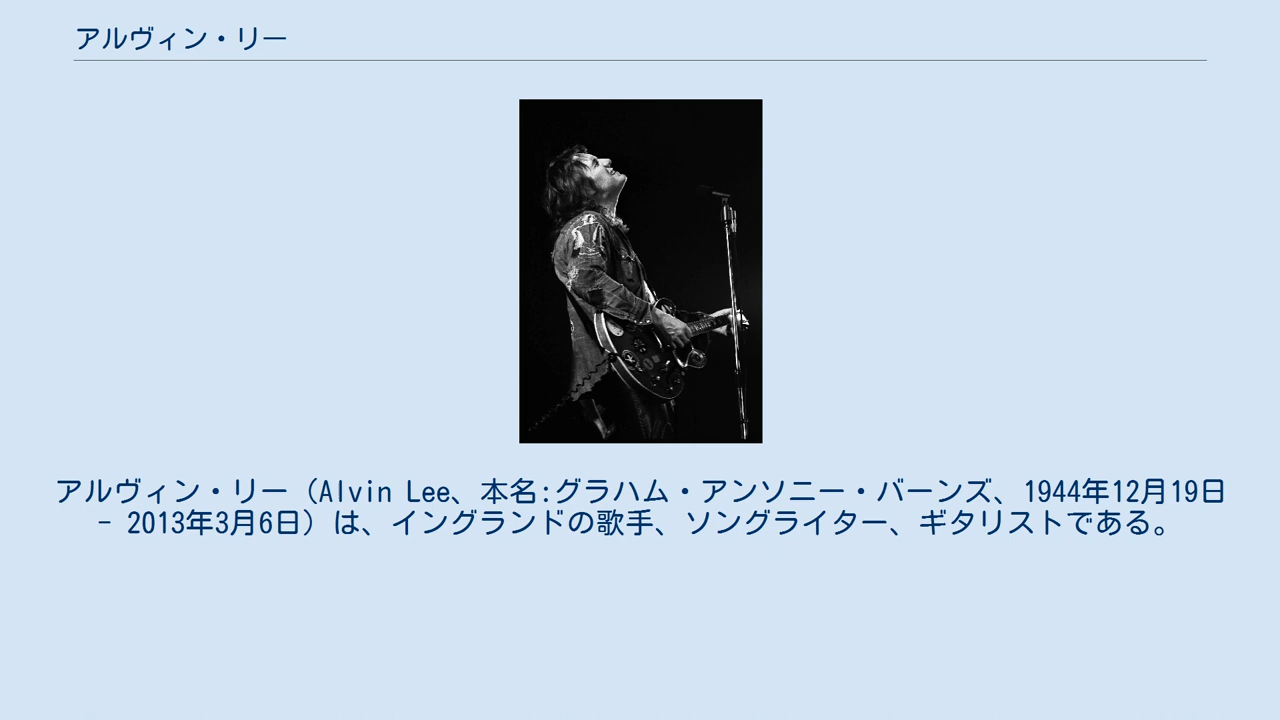 アルヴィン・リー
アルヴィン・リー（Alvin Lee、本名:グラハム・アンソニー・バーンズ、1944年12月19日
- 2013年3月6日）は、イングランドの歌手、ソングライター、ギタリストである。